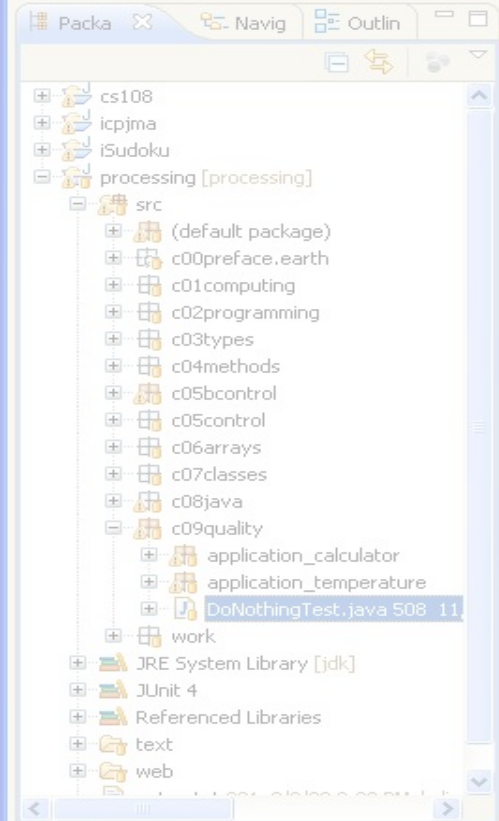 Packa Navig Outlin
cs108
icpjma
iSudoku
processing [processing]
src
(default package)
c00preface.earth
c01computing
c02programming
c03types
c04methods
c05bcontrol
c05control
c06arrays
c07classes
c08java
c09quality
application_calculator
application_temperature
DoNothingTest.java 508 11
work
JRE System Library [jdk]
JUnit 4
Referenced Libraries
text
web